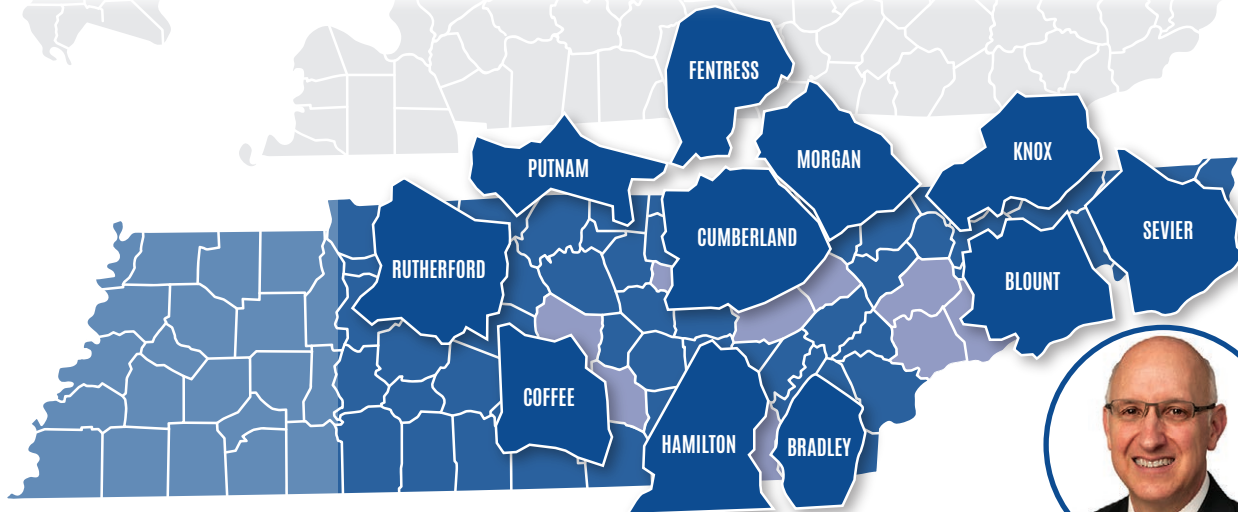 FENTRESS
PUTNAM
MORGAN
KNOX
RUTHERFORD
CUMBERLAND
SEVIER
BLOUNT
COFFEE
HAMILTON
BRADLEY